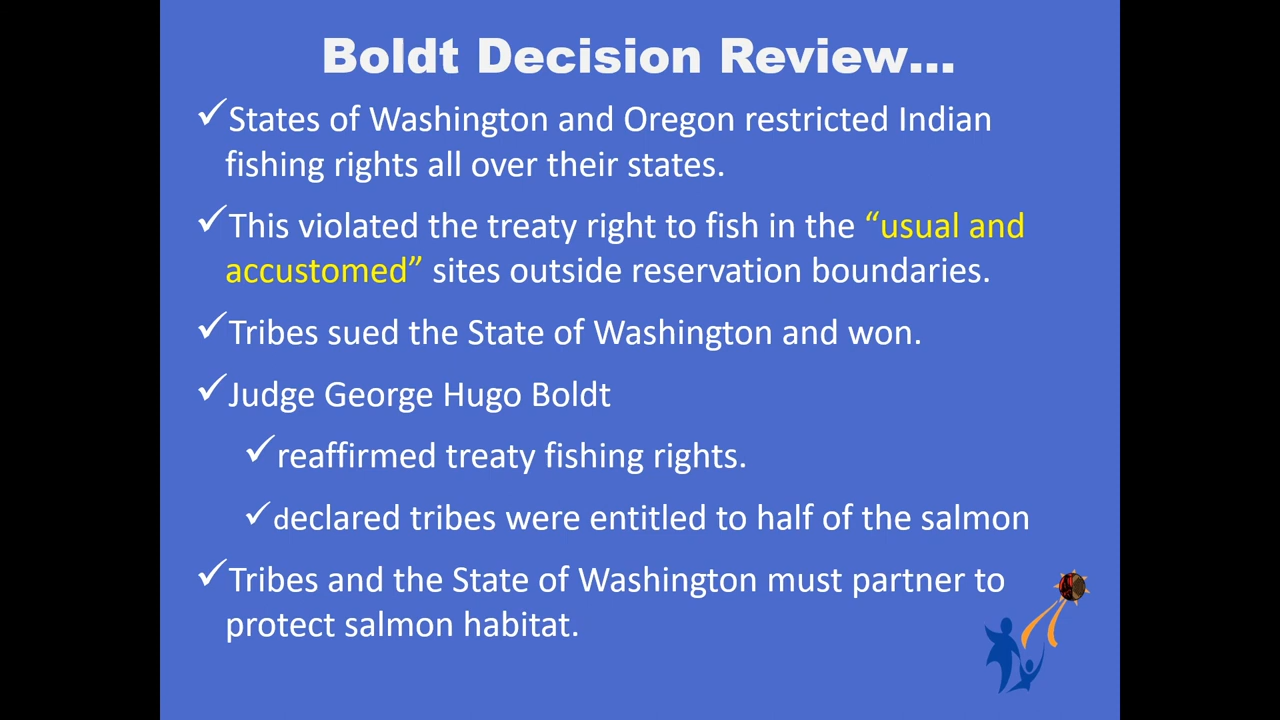 Boldt Decision Review…
✓States of Washington and Oregon restricted Indian
fishing rights all over their states.
✓This violated the treaty right to fish in the “usual and
accustomed” sites outside reservation boundaries.
✓Tribes sued the State of Washington and won.
✓Judge George Hugo Boldt
✓reaffirmed treaty fishing rights.
✓declared tribes were entitled to half of the salmon
✓Tribes and the State of Washington must partner to
protect salmon habitat.